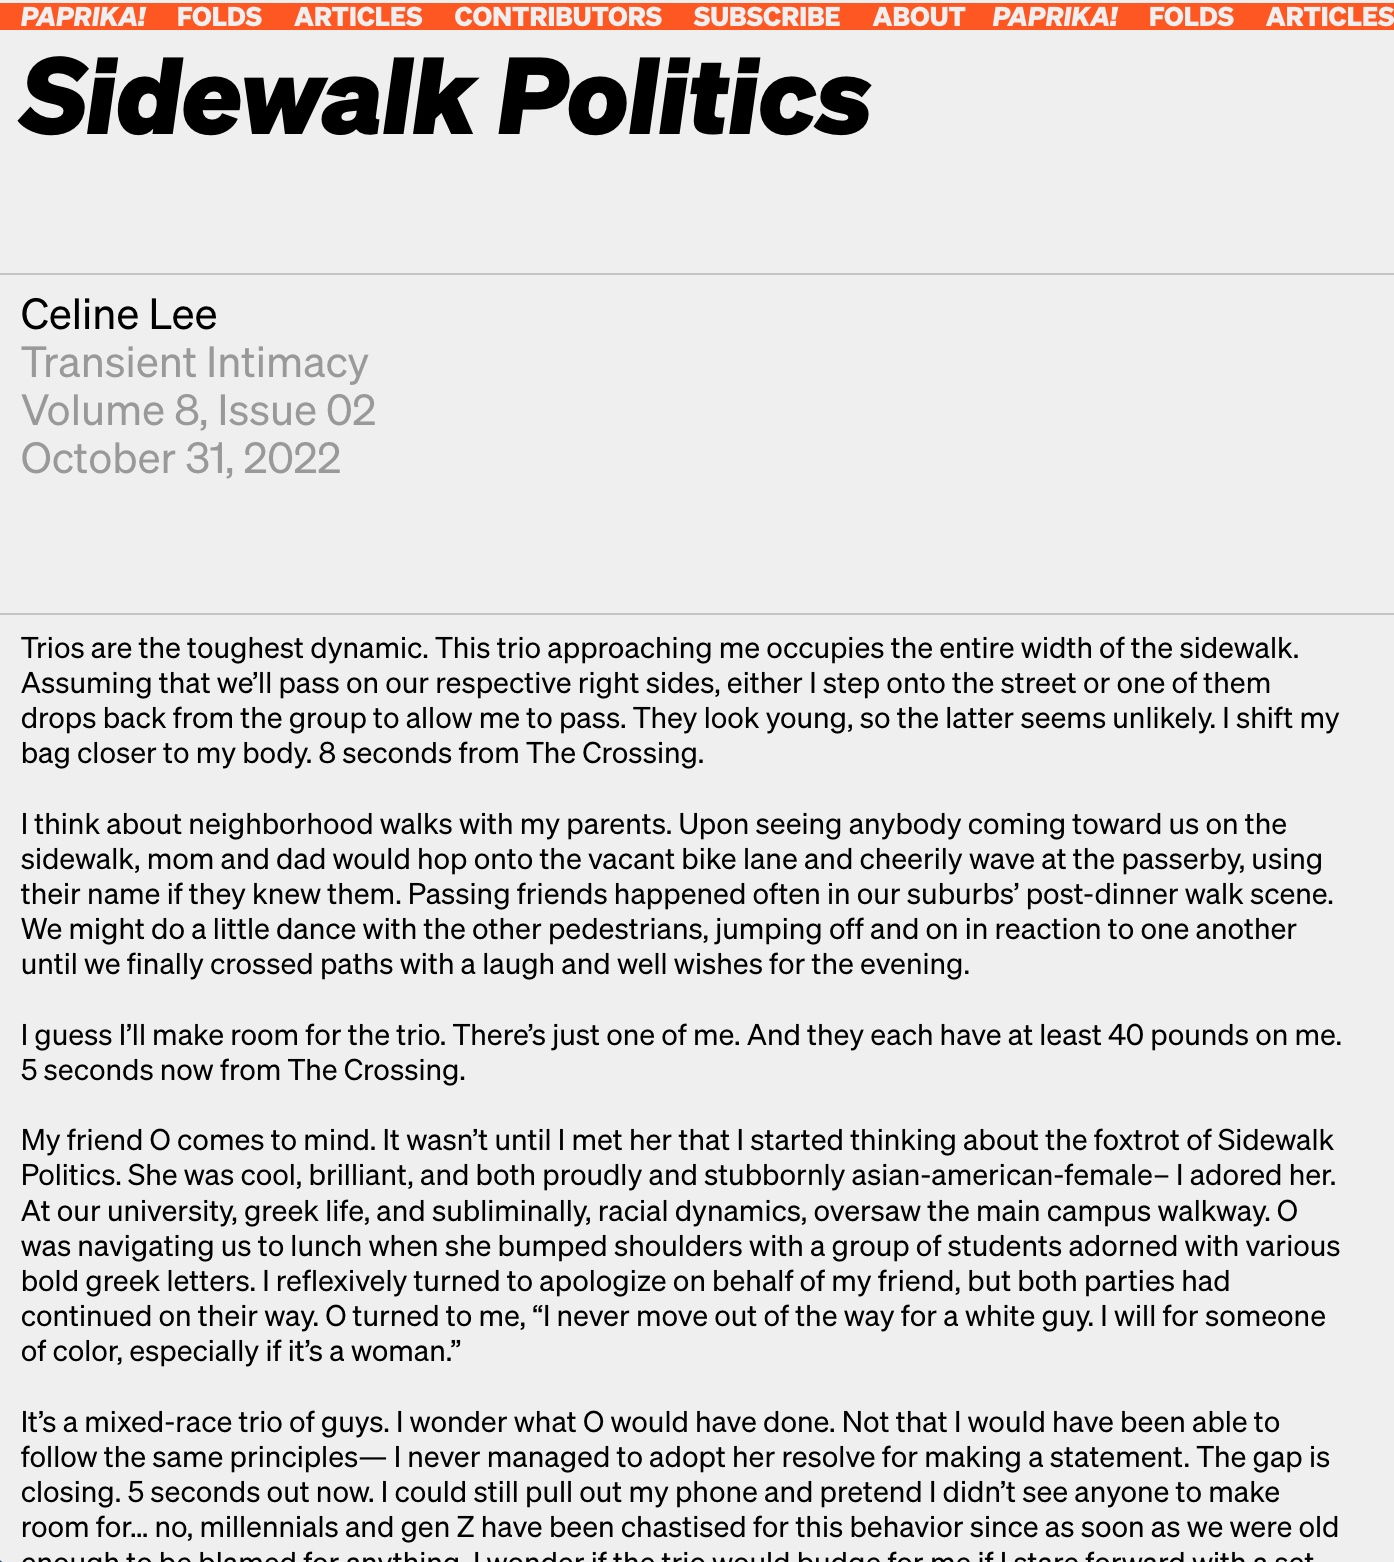 PAPRIKA! FOLDS ARTICLES CONTRIBUTORS SUBSCRIBE ABOUT PAPRIKA! FOLDS ARTICLES
Sidewalk Politics
Celine Lee
Transient Intimacy
Volume 8, Issue 02
October 31, 2022
Trios are the toughest dynamic. This trio approaching me occupies the entire width of the sidewalk.
Assuming that we’ll pass on our respective right sides, either I step onto the street or one of them
drops back from the group to allow me to pass. They look young, so the latter seems unlikely. I shift my
bag closer to my body. 8 seconds from The Crossing.
I think about neighborhood walks with my parents. Upon seeing anybody coming toward us on the
sidewalk, mom and dad would hop onto the vacant bike lane and cheerily wave at the passerby, using
their name if they knew them. Passing friends happened often in our suburbs’ post-dinner walk scene.
We might do a little dance with the other pedestrians, jumping off and on in reaction to one another
until we finally crossed paths with a laugh and well wishes for the evening.
I guess I’ll make room for the trio. There’s just one of me. And they each have at least 40 pounds on me.
5 seconds now from The Crossing.
My friend O comes to mind. It wasn’t until I met her that I started thinking about the foxtrot of Sidewalk
Politics. She was cool, brilliant, and both proudly and stubbornly asian-american-female– I adored her.
At our university, greek life, and subliminally, racial dynamics, oversaw the main campus walkway. O
was navigating us to lunch when she bumped shoulders with a group of students adorned with various
bold greek letters. I reflexively turned to apologize on behalf of my friend, but both parties had
continued on their way. O turned to me, “I never move out of the way for a white guy. I will for someone
of color, especially if it’s a woman.”
It’s a mixed-race trio of guys. I wonder what O would have done. Not that I would have been able to
follow the same principles— I never managed to adopt her resolve for making a statement. The gap is
closing. 5 seconds out now. I could still pull out my phone and pretend I didn’t see anyone to make
room for… no, millennials and gen Z have been chastised for this behavior since as soon as we were old
enough to be blamed for anything. I wonder if the trio would budge for me if I stare forward with a set